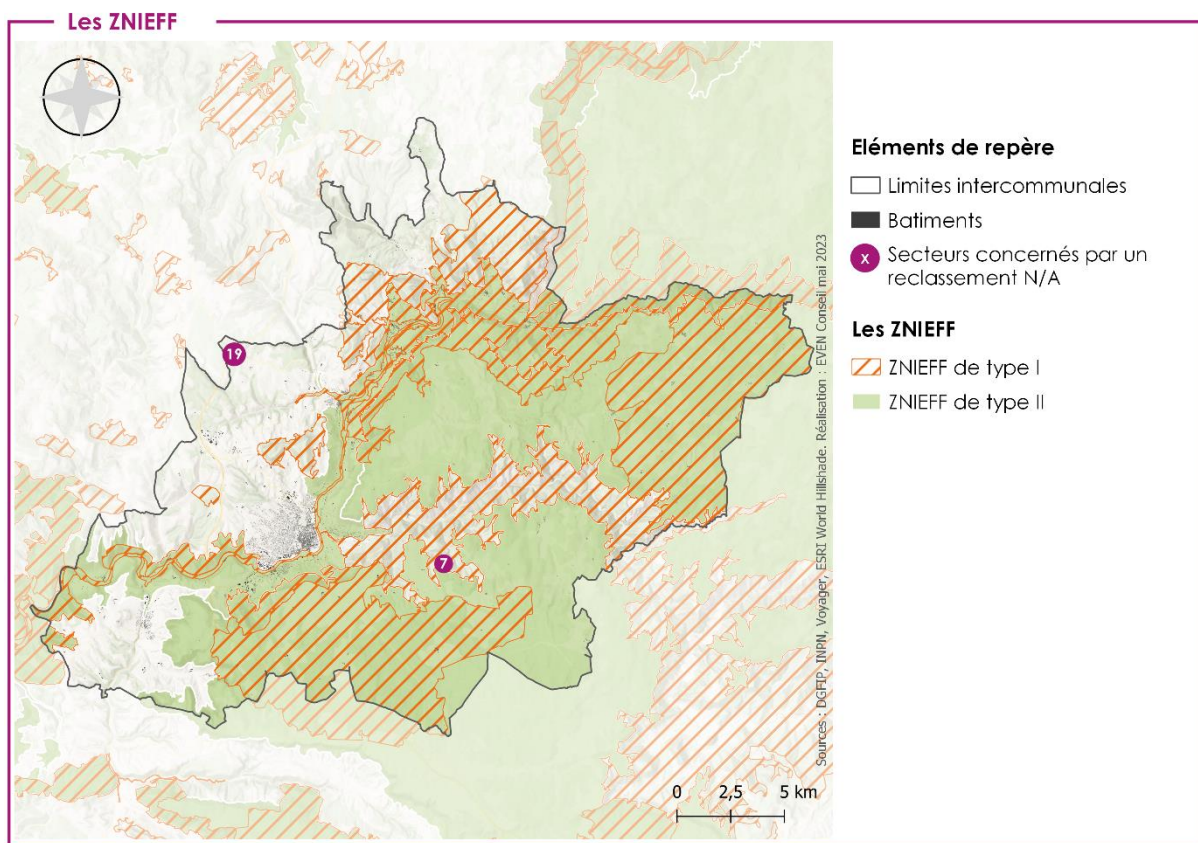 Les ZNIEFF
19
7
0 2,5 5 km
Sources : DGFIP, INPN, Voyager, ESRI World Hillshade. Réalisation : EVEN Conseil mai 2023
Eléments de repère
Limites intercommunales
Batiments
x Secteurs concernés par un
reclassement N/A
Les ZNIEFF
ZNIEFF de type I
ZNIEFF de type II